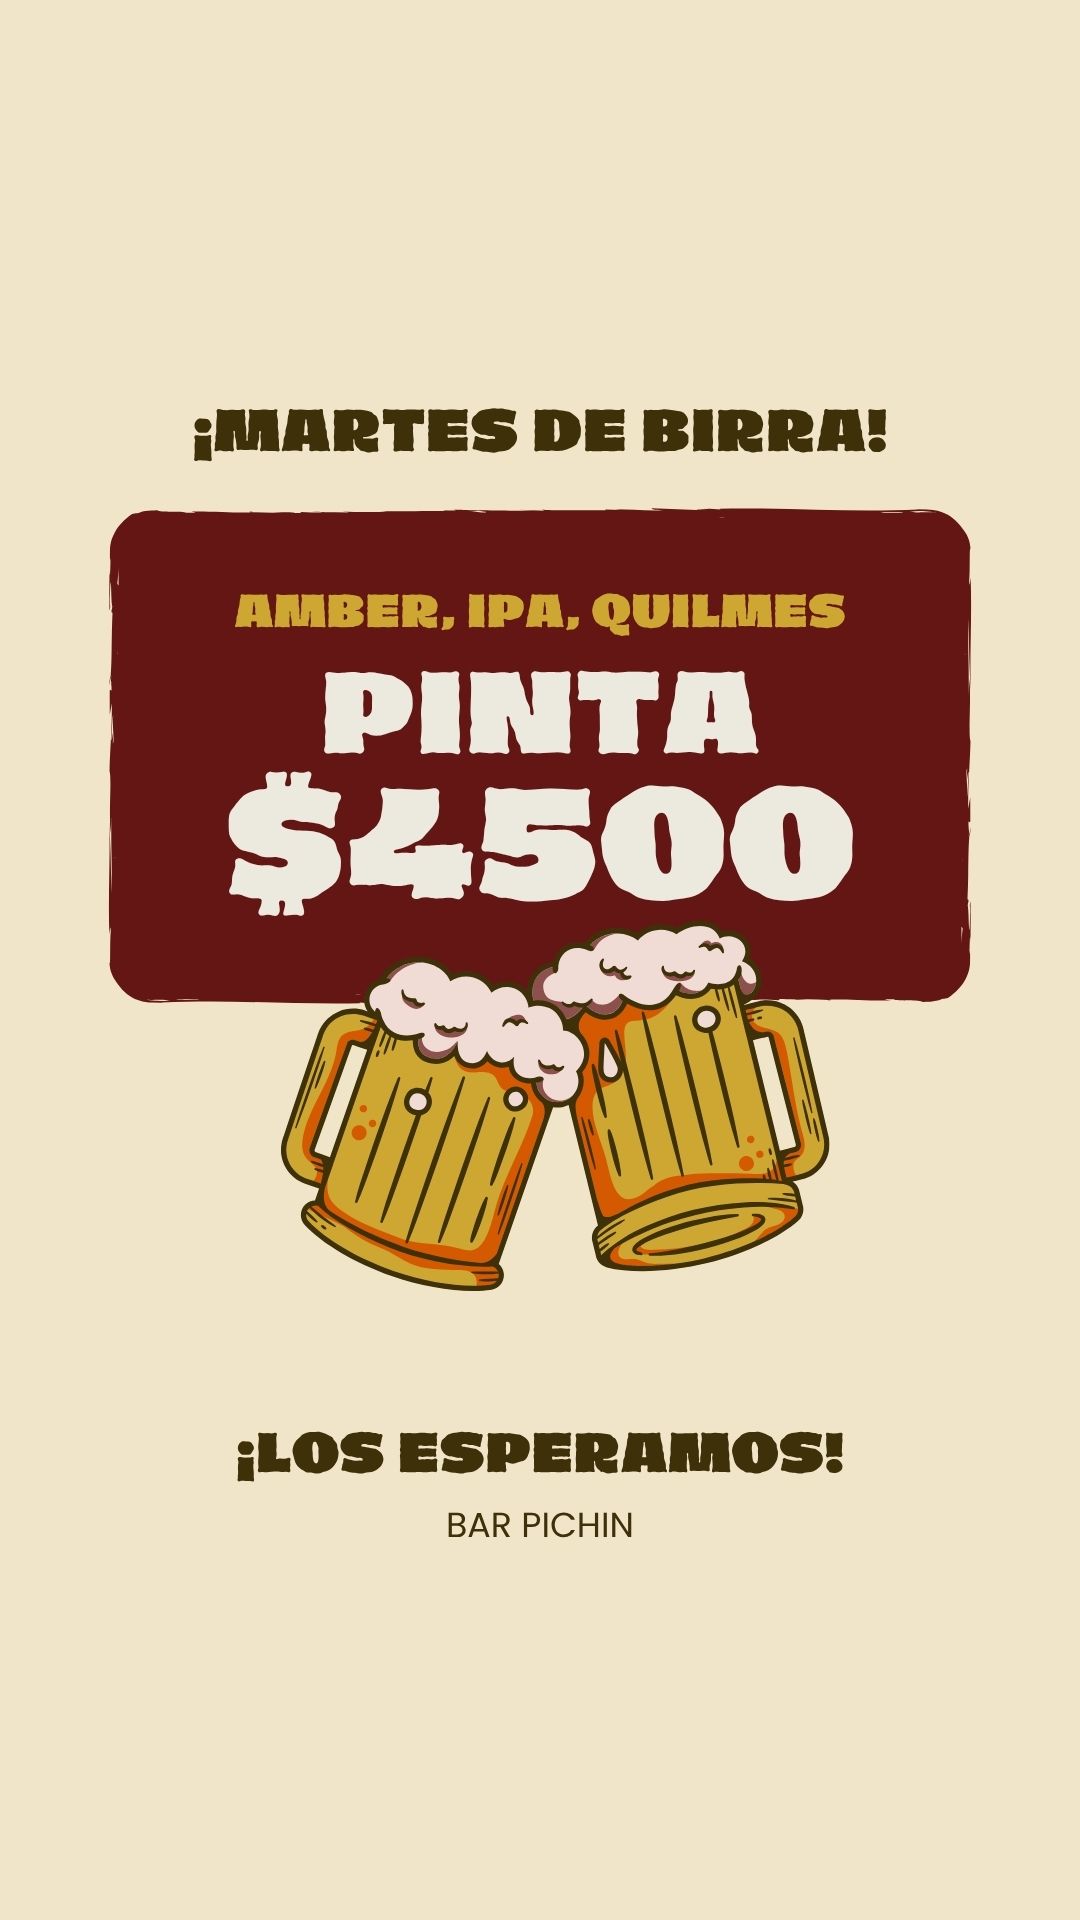 ¡MARTES DE BIRRA!
AMBER, IPA, QUILMES
PINTA
$4500
¡LOS ESPERAMOS!
BAR PICHIN